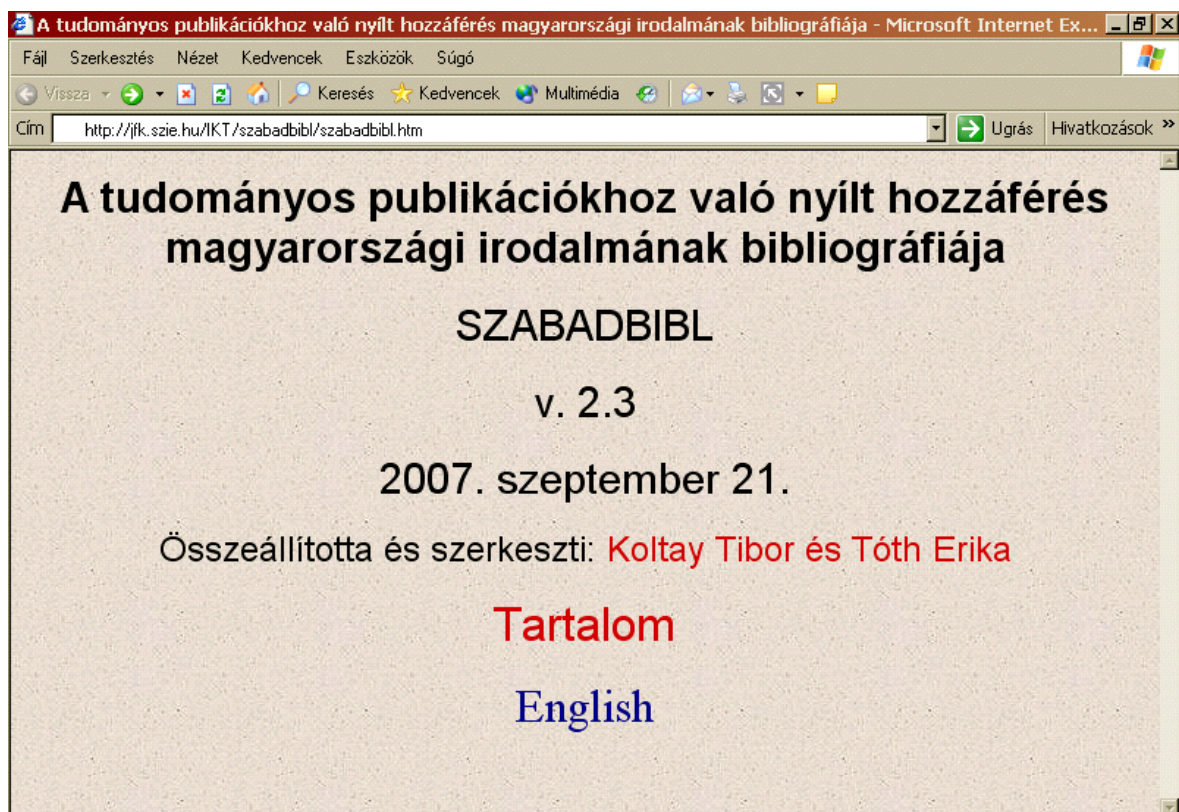 A tudományos publikációkhoz való nyílt hozzáférés magyarországi irodalmának bibliográfiája - Microsoft Internet Ex...
Fájl Szerkesztés Nézet Kedvencek Eszközök Súgó
Vissza Keresés Kedvencek Multimédia
Cím http://jfk.szie.hu/IKT/szabadbibl/szabadbibl.htm Ugrás Hivatkozások »
A tudományos publikációkhoz való nyílt hozzáférés
magyarországi irodalmának bibliográfiája
SZABADBIBL
v. 2.3
2007. szeptember 21.
Összeállította és szerkeszti: Koltay Tibor és Tóth Erika
Tartalom
English